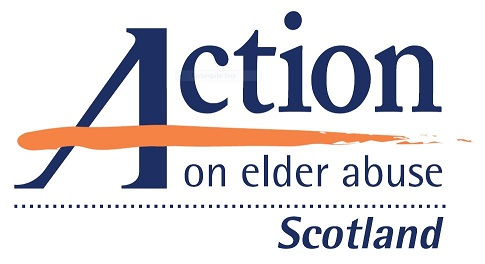 Action
on elder abuse
Scotland